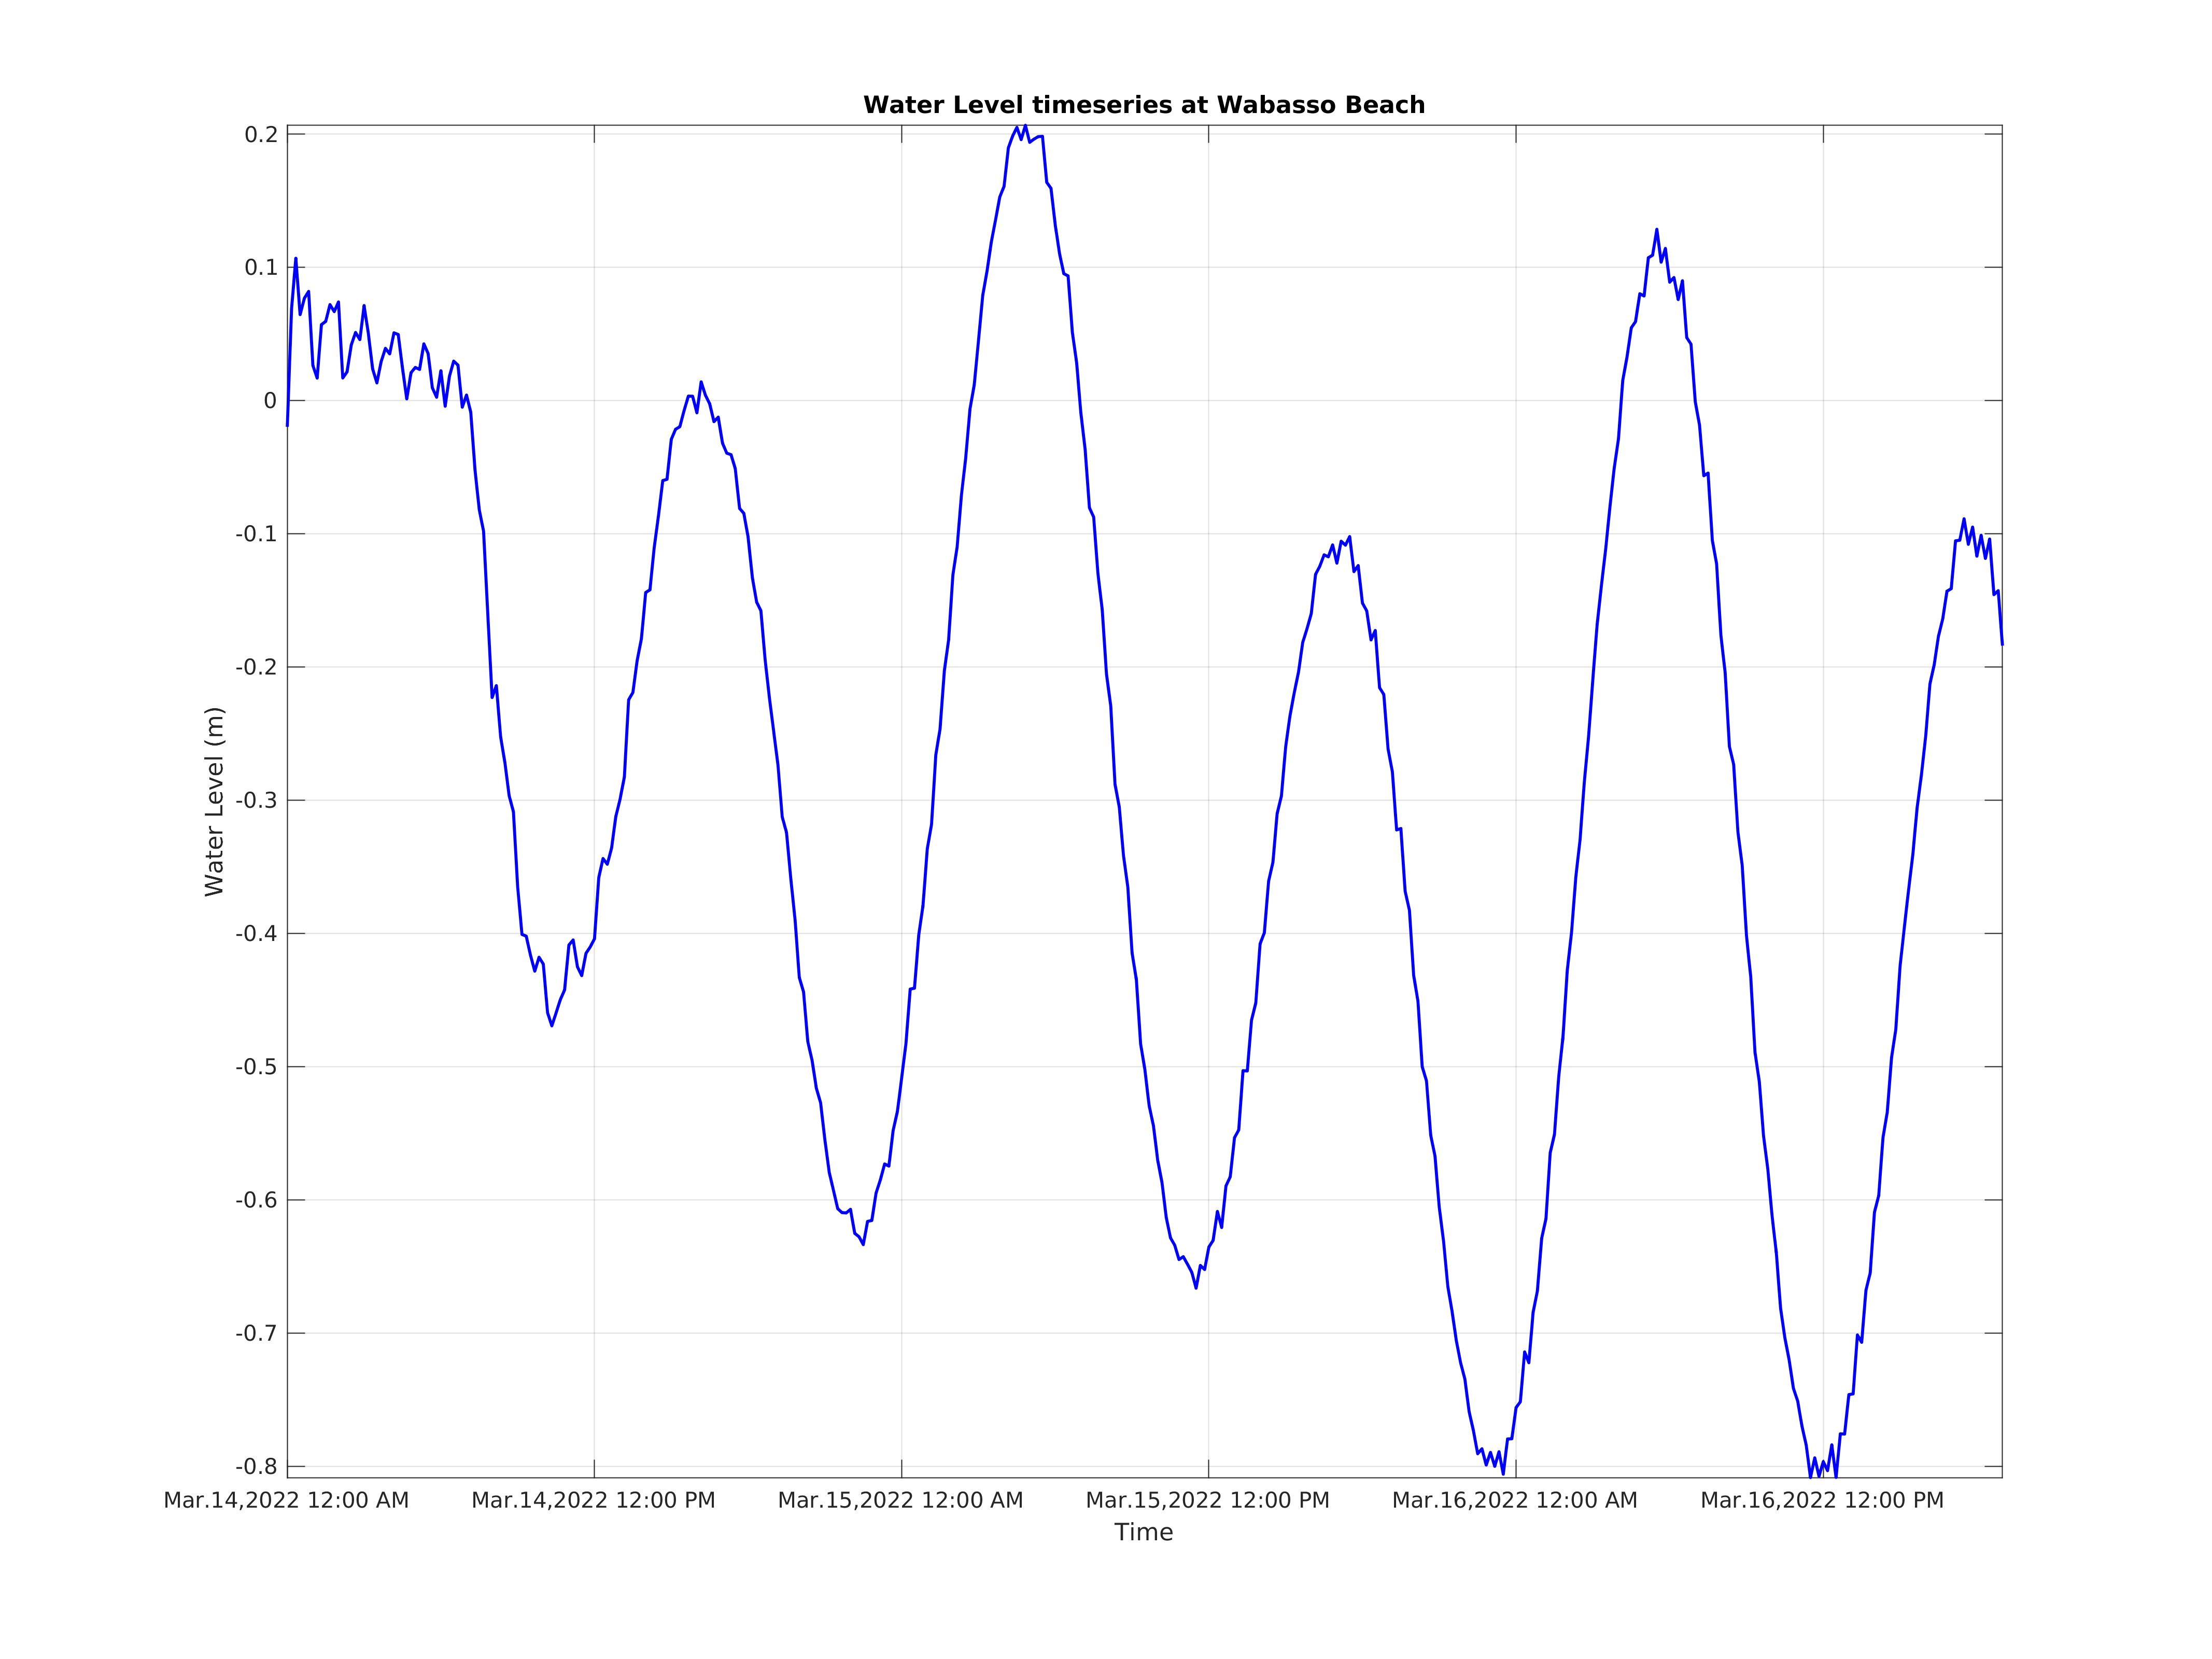 Water Level timeseries at Wabasso Beach
0.2
0.1
0
-0.1
-0.2
-0.3
-0.4
-0.5
-0.6
-0.7
-0.8
Water Level (m)
Mar.14,2022 12:00 AM Mar.14,2022 12:00 PM Mar.15,2022 12:00 AM Mar.15,2022 12:00 PM Mar.16,2022 12:00 AM Mar.16,2022 12:00 PM
Time